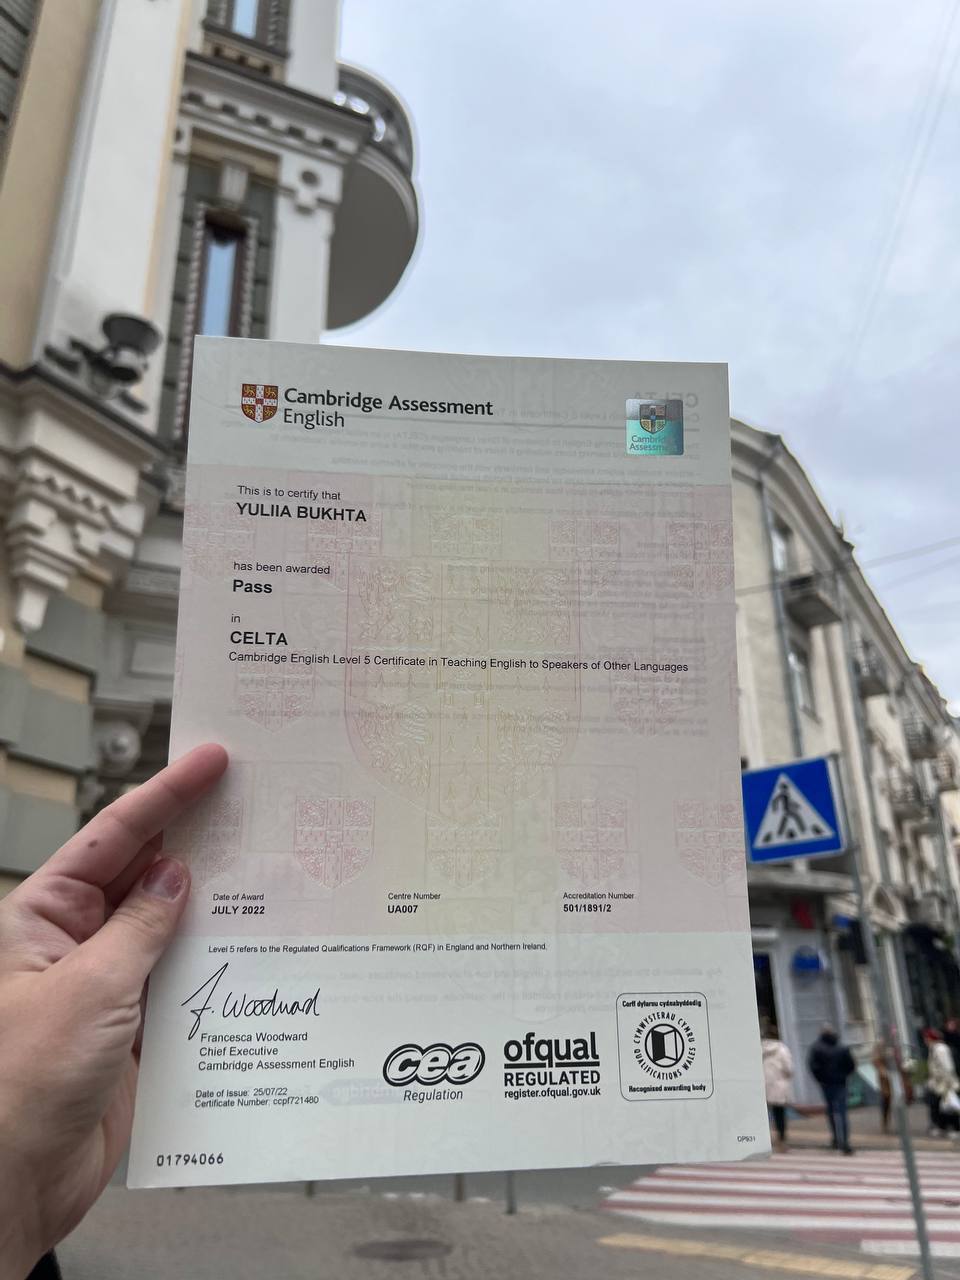 Cambridge Assessment
English
Cambridge
Assessment
This is to certify that
YULIIA BUKHTA
has been awarded
Pass
in
CELTA
Cambridge English Level 5 Certificate in Teaching English to Speakers of Other Languages
Date of Award
JULY 2022
Centre Number
UA007
Accreditation Number
501/1891/2
Level 5 refers to the Regulated Qualifications Framework (RQF) in England and Northern Ireland.
F. Woodward
Francesca Woodward
Chief Executive
Cambridge Assessment English
Date of Issue: 25/07/22
Certificate Number: ccpf721480
cea
Regulation
ofqual
REGULATED
register.ofqual.gov.uk
Corff dyfarnu cydnabyddedig
CYMWYSTERAU CYMRU
QUALIFICATIONS WALES
Recognised awarding body
DP931
01794066